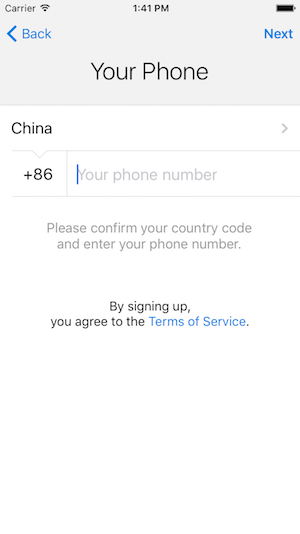 Carrier 1:41 PM
Back Next
Your Phone
China
+86 Your phone number
Please confirm your country code
and enter your phone number.
By signing up,
you agree to the Terms of Service.